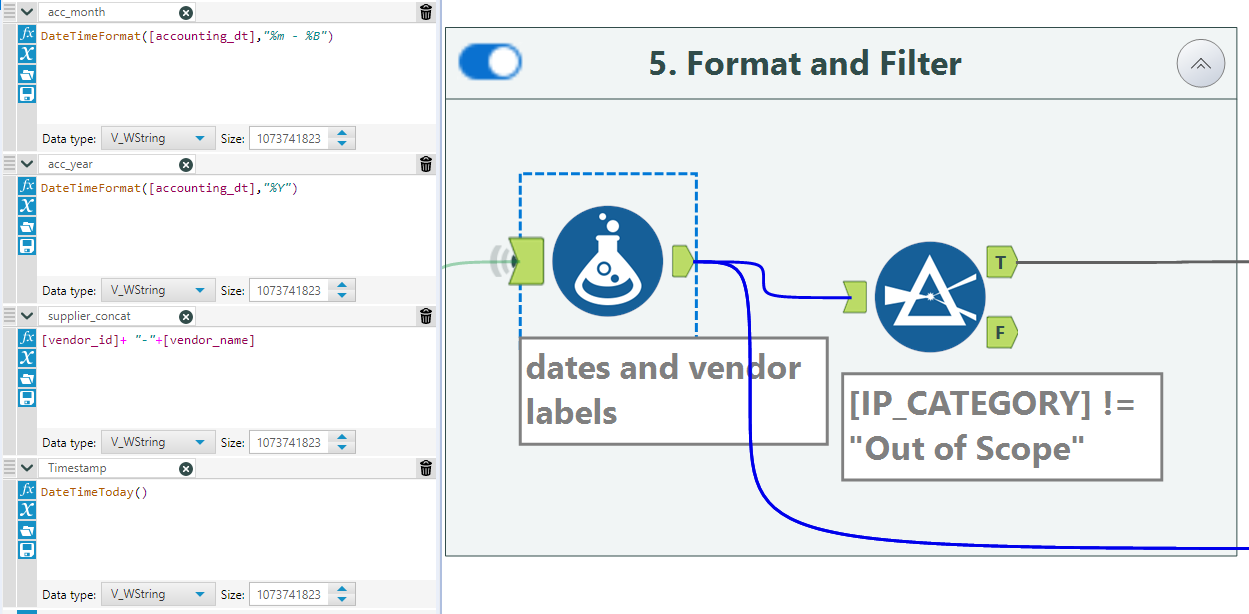 acc_month
DateTimeFormat([accounting_dt],"%m - %B")
Data type: V_WString Size: 1073741823
acc_year
DateTimeFormat([accounting_dt],"%Y")
Data type: V_WString Size: 1073741823
supplier_concat
[vendor_id]+ "-"+[vendor_name]
Data type: V_WString Size: 1073741823
Timestamp
DateTimeToday()
Data type: V_WString Size: 1073741823
5. Format and Filter
T
F
dates and vendor
labels
[IP_CATEGORY] !=
"Out of Scope"